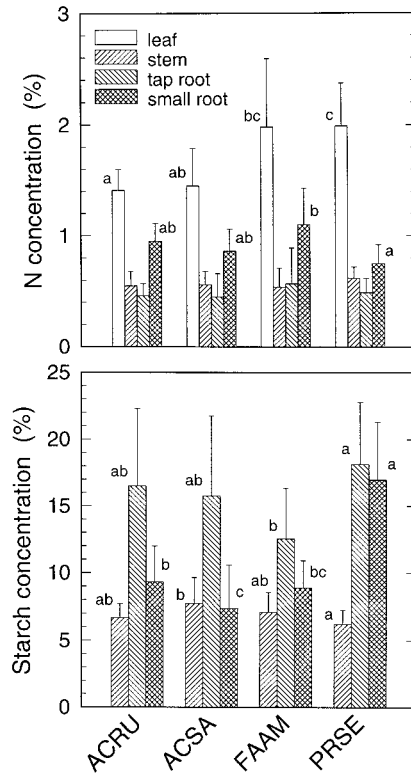 3
2
1
0
N concentration (%)
leaf
stem
tap root
small root
a
ab
ab
ab
bc
b
c
a
25
20
15
10
5
0
Starch concentration (%)
ab
ab
b
b
ab
c
ab
b
bc
a
a
a
ACRU
ACSA
FAAM
PRSE